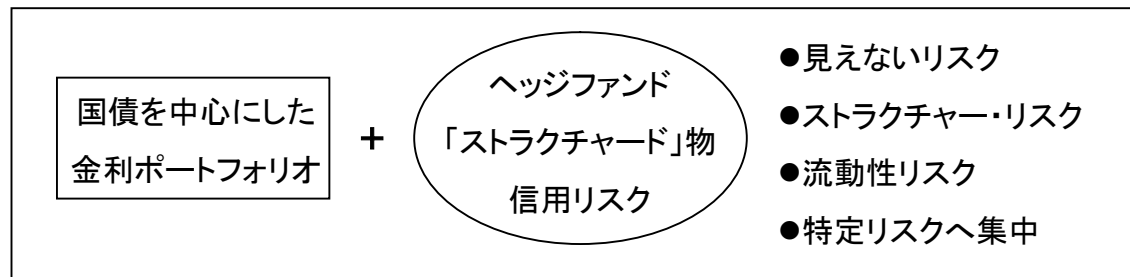 国債を中心にした
金利ポートフォリオ
+
ヘッジファンド
「ストラクチャード」物
信用リスク
●見えないリスク
●ストラクチャー・リスク
●流動性リスク
●特定リスクへ集中